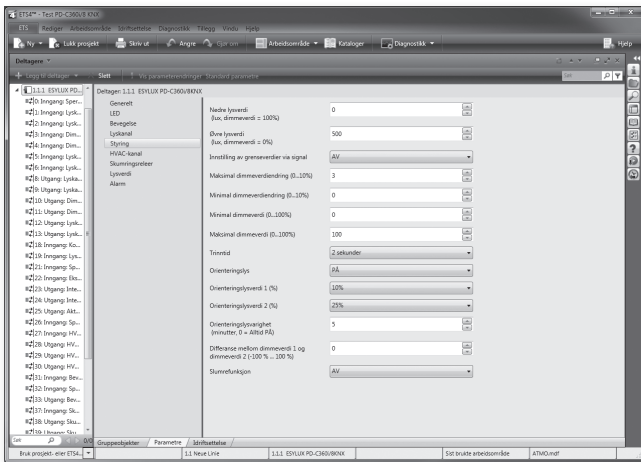 ETS4™ - Test PD-C360i/8 KNX
ETS Rediger Arbeidsområde Idriftsettelse Diagnostikk Tillegg Vindu Hjelp
Ny Lukk prosjekt Skriv ut Angre Gjør om Arbeidsområde Kataloger Diagnostikk Hjelp
Deltagere
Legg til deltager Slett Vis parameterendringer Standard parametre Søk
1.1.1 ESYLUX PD...
0: Inngang: Sper...
1: Inngang: Lysk...
2: Inngang: Lysk...
3: Inngang: Dim...
4: Inngang: Dim...
5: Inngang: Lysk...
6: Inngang: Lysk...
8: Utgang: Lyska...
9: Utgang: Lyska...
10: Utgang: Dim...
11: Utgang: Dim...
12: Utgang: Lysk...
13: Utgang: Lysk...
18: Inngang: Ko...
19: Inngang: Lys...
21: Inngang: Sp...
22: Inngang: Eks...
23: Utgang: Inte...
24: Utgang: Inte...
25: Utgang: Akt...
26: Inngang: Sp...
27: Inngang: HV...
28: Utgang: HV...
29: Utgang: HV...
30: Utgang: HV...
31: Inngang: Bev...
32: Inngang: Sp...
33: Utgang: Bev...
37: Inngang: Sk...
38: Utgang: Sku...
39: Utgang: Sku...
Søk 0/0
Deltager: 1.1.1 ESYLUX PD-C360i/8KNX
Generelt
LED
Bevegelse
Lyskanal
Styring
HVAC-kanal
Skumringsreleer
Lysverdi
Alarm
Nedre lysverdi
(lux, dimmeverdi = 100%)
0
Øvre lysverdi
(lux, dimmeverdi = 0%)
500
Innstilling av grenseverdier via signal
AV
Maksimal dimmeverdiendring (0...10%)
3
Minimal dimmeverdiendring (0...10%)
0
Minimal dimmeverdi (0...100%)
0
Maksimal dimmeverdi (0...100%)
100
Trinntid
2 sekunder
Orienteringslys
PÅ
Orienteringslysverdi 1 (%)
10%
Orienteringslysverdi 2 (%)
25%
Orienteringslysvarighet
(minutter, 0 = Alltid PÅ)
5
Differanse mellom dimmeverdi 1 og
dimmeverdi 2 (-100 % ... 100 %)
0
Slumrefunksjon
AV
Gruppeobjekter Parametre Idriftsettelse
Bruk prosjekt- eller ETS4... 1.1 Neue Linie 1.1.1 ESYLUX PD-C360i/8KNX Sist brukte arbeidsområde ATMO.mdf